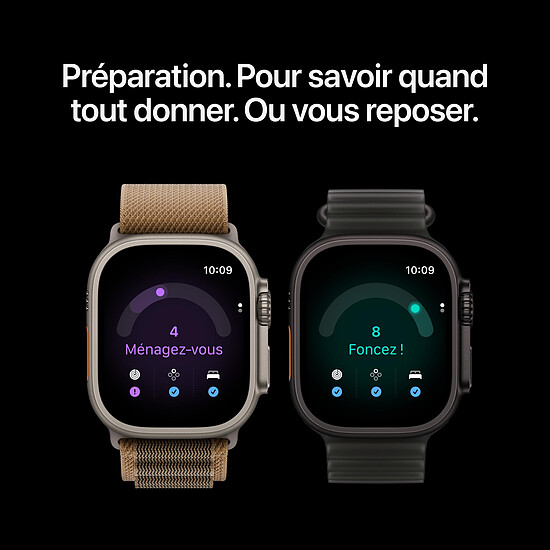 Préparation. Pour savoir quand
tout donner. Ou vous reposer.
10:09
4
Ménagez-vous
10:09
8
Foncez !